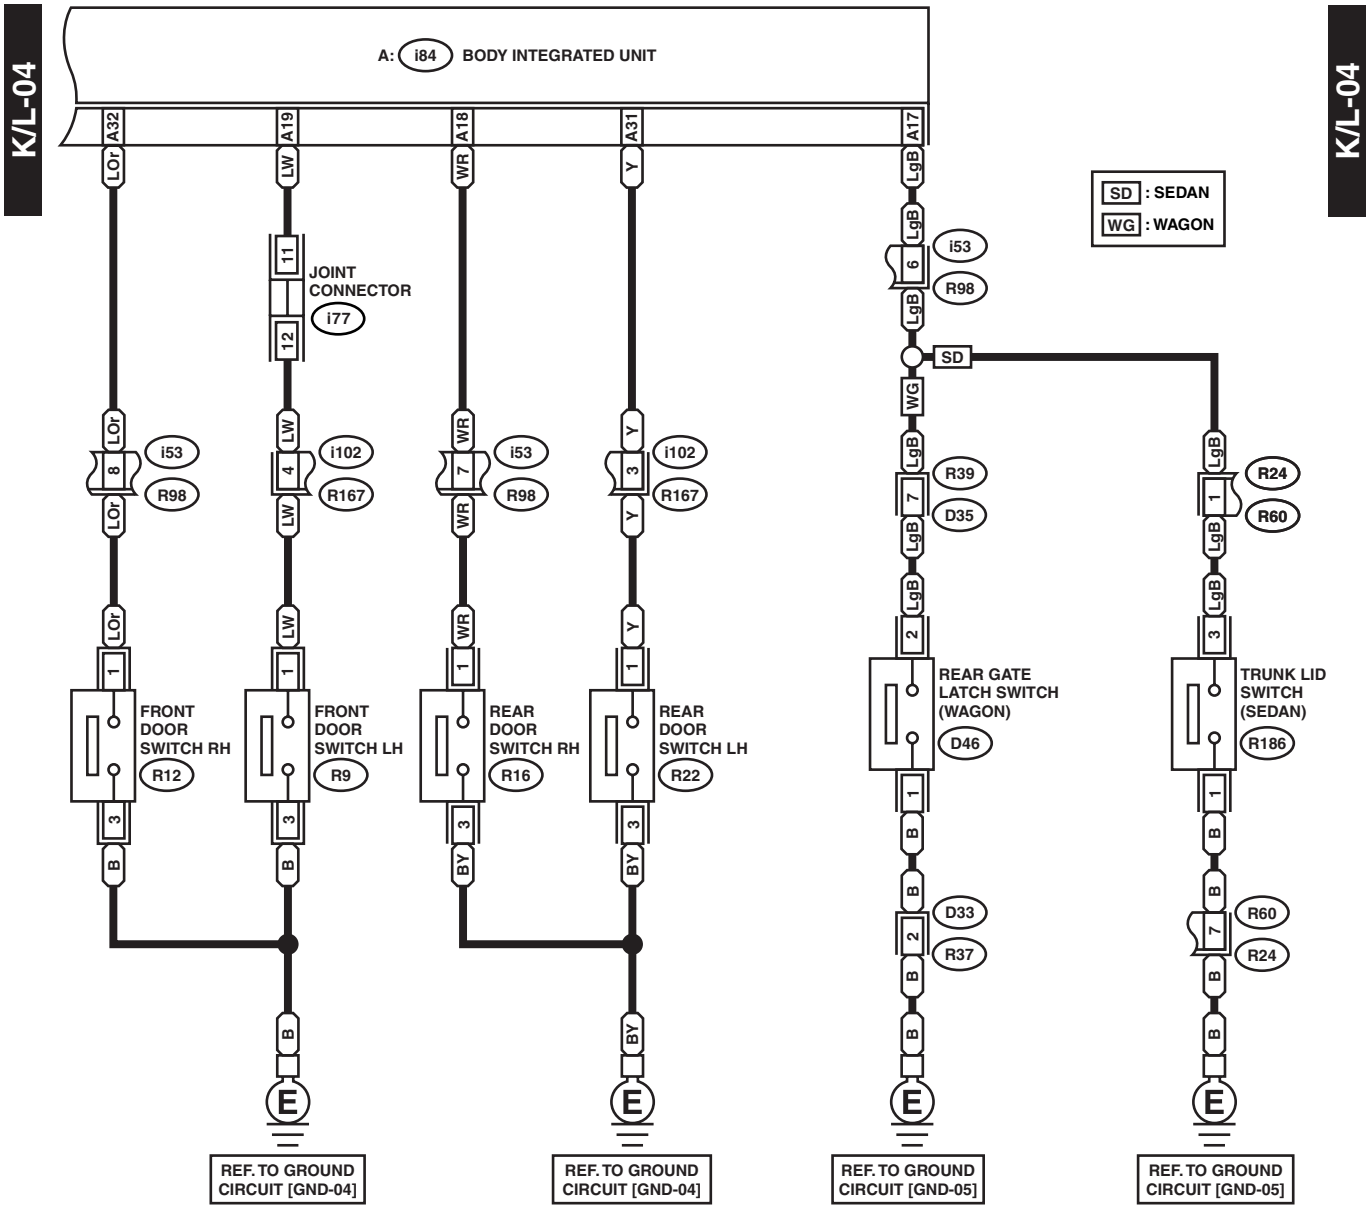 K/L-04
K/L-04
A: i84 BODY INTEGRATED UNIT
A32 A19 A18 A31 A17
LOr LW WR Y LgB
SD : SEDAN
WG : WAGON
LgB
11
6
i53
R98
JOINT
CONNECTOR
i77
LgB
12
SD
WG
LOr LW WR Y LgB LgB
8 i53 R98
4 i102 R167
7 i53 R98
3 i102 R167
7 R39 D35
1 R24 R60
LOr LW WR Y LgB LgB
LgB LgB
LOr LW WR Y
2 3
1 1 1 1
FRONT
DOOR
SWITCH RH
R12
FRONT
DOOR
SWITCH LH
R9
REAR
DOOR
SWITCH RH
R16
REAR
DOOR
SWITCH LH
R22
REAR GATE
LATCH SWITCH
(WAGON)
D46
TRUNK LID
SWITCH
(SEDAN)
R186
1 1
3 3 3 3
B B BY BY B B
B B
2 D33 R37
7 R60 R24
B B
B BY B B
E E E E
REF. TO GROUND
CIRCUIT [GND-04]
REF. TO GROUND
CIRCUIT [GND-04]
REF. TO GROUND
CIRCUIT [GND-05]
REF. TO GROUND
CIRCUIT [GND-05]